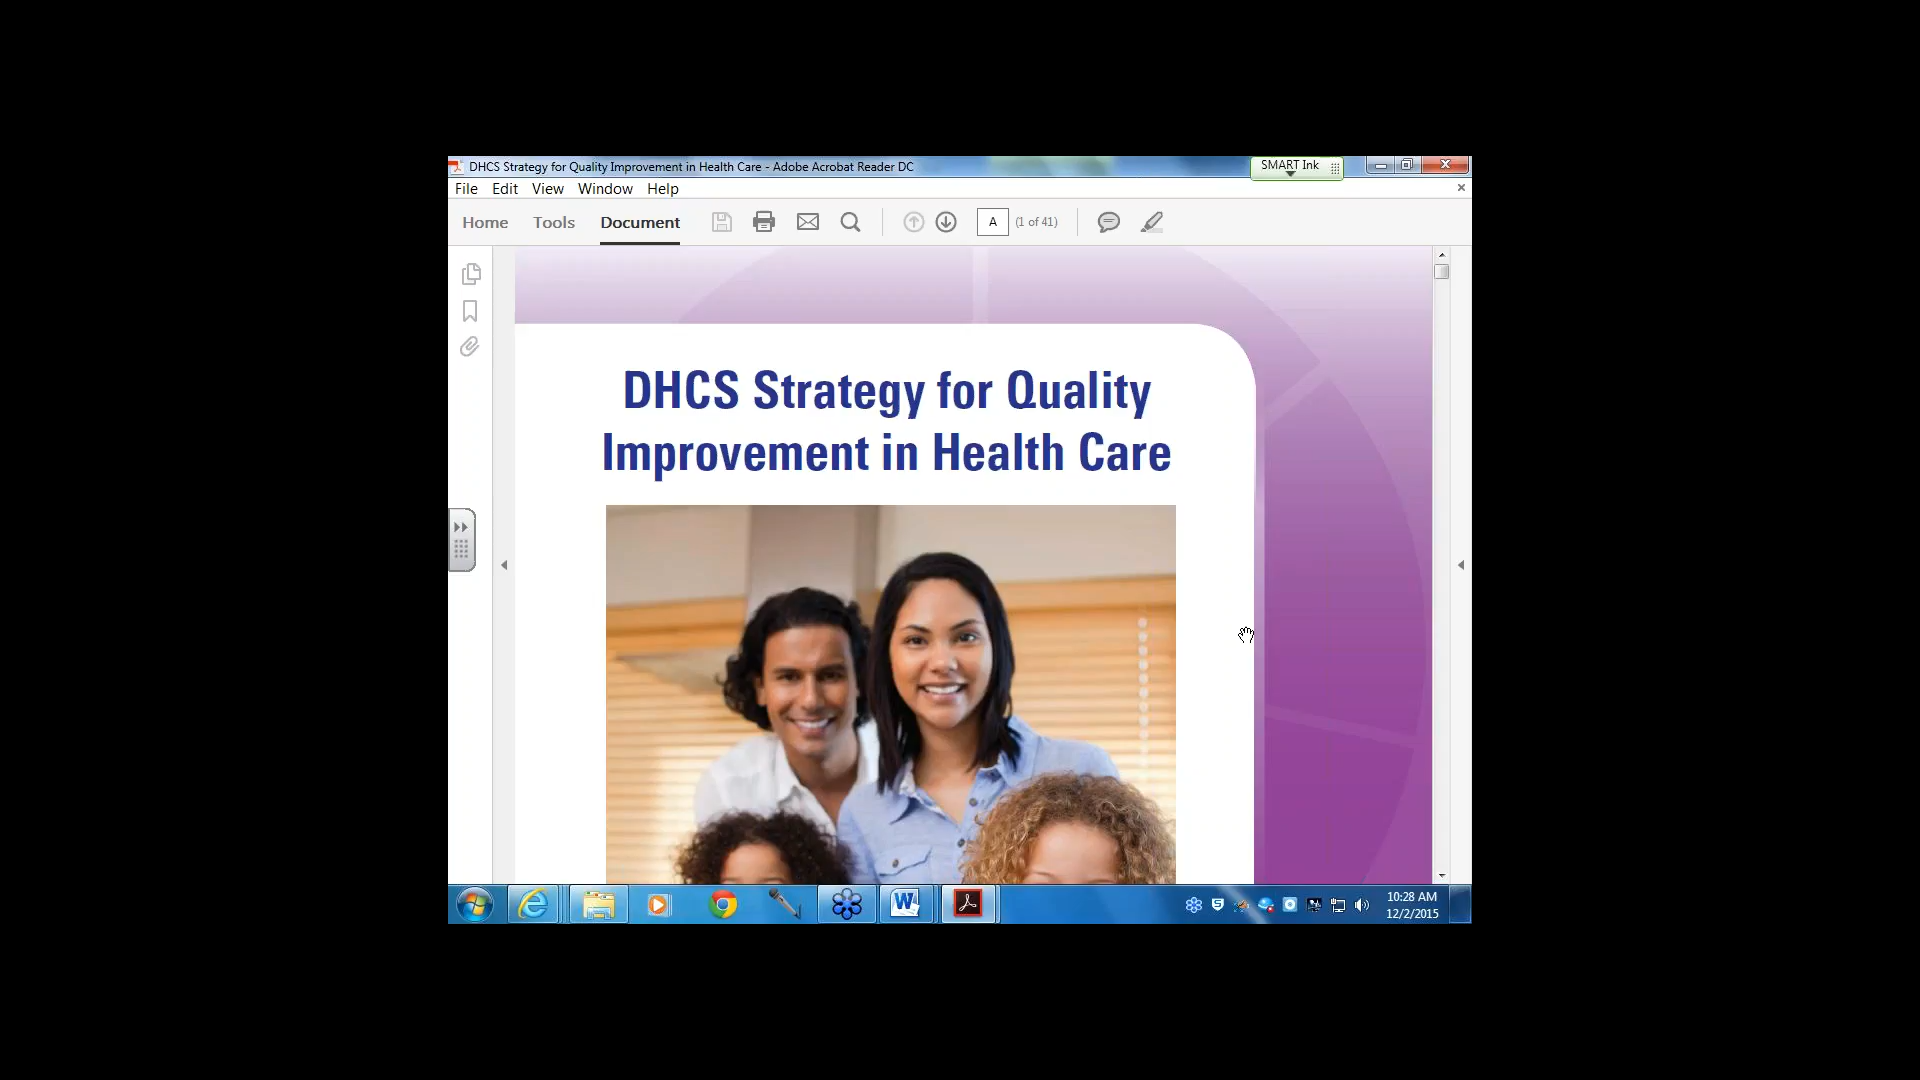 DHCS Strategy for Quality Improvement in Health Care - Adobe Acrobat Reader DC
SMART Ink
File Edit View Window Help
Home Tools Document A (1 of 41)
DHCS Strategy for Quality
Improvement in Health Care
10:28 AM
12/2/2015